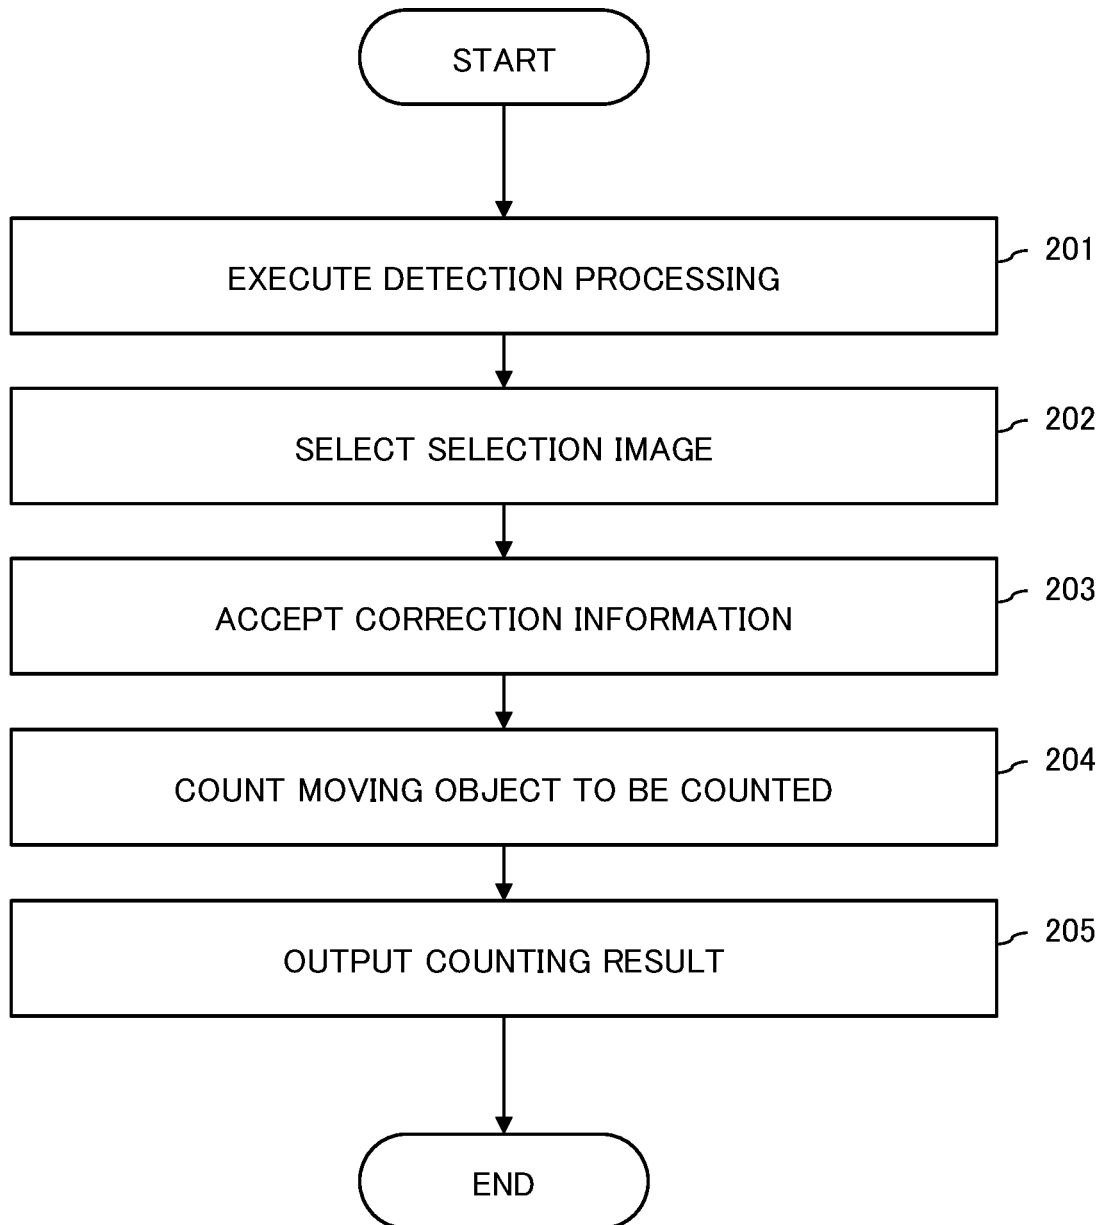 START
EXECUTE DETECTION PROCESSING
201
SELECT SELECTION IMAGE
202
ACCEPT CORRECTION INFORMATION
203
COUNT MOVING OBJECT TO BE COUNTED
204
OUTPUT COUNTING RESULT
205
END